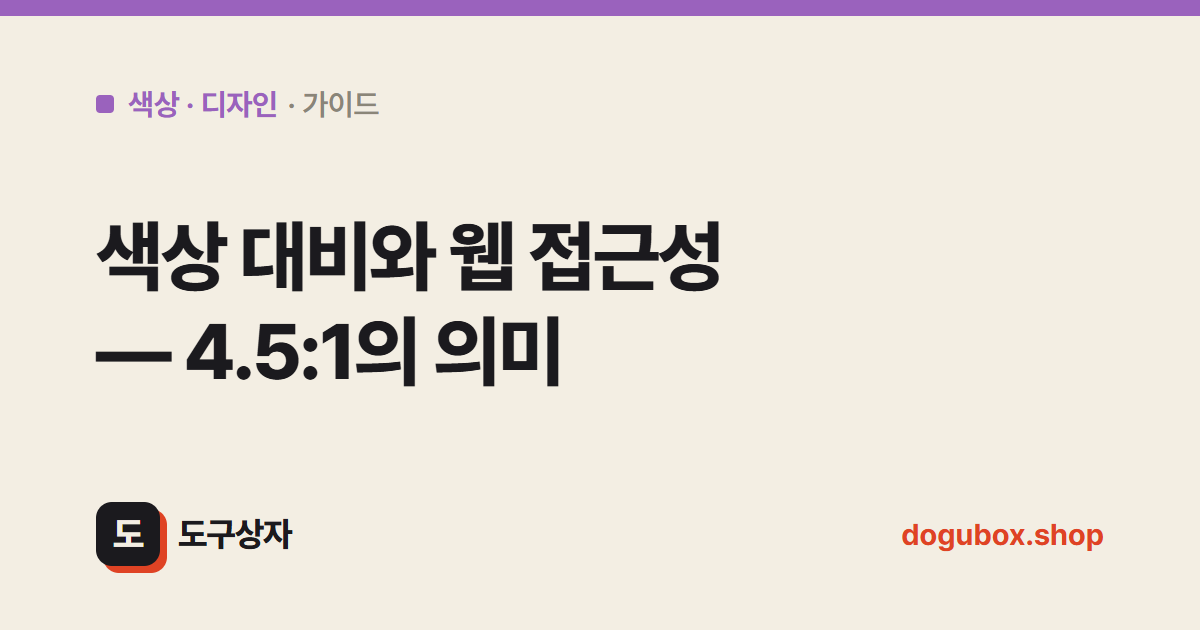 색상 · 디자인 · 가이드
색상 대비와 웹 접근성
— 4.5:1의 의미
도 도구상자
dogubox.shop